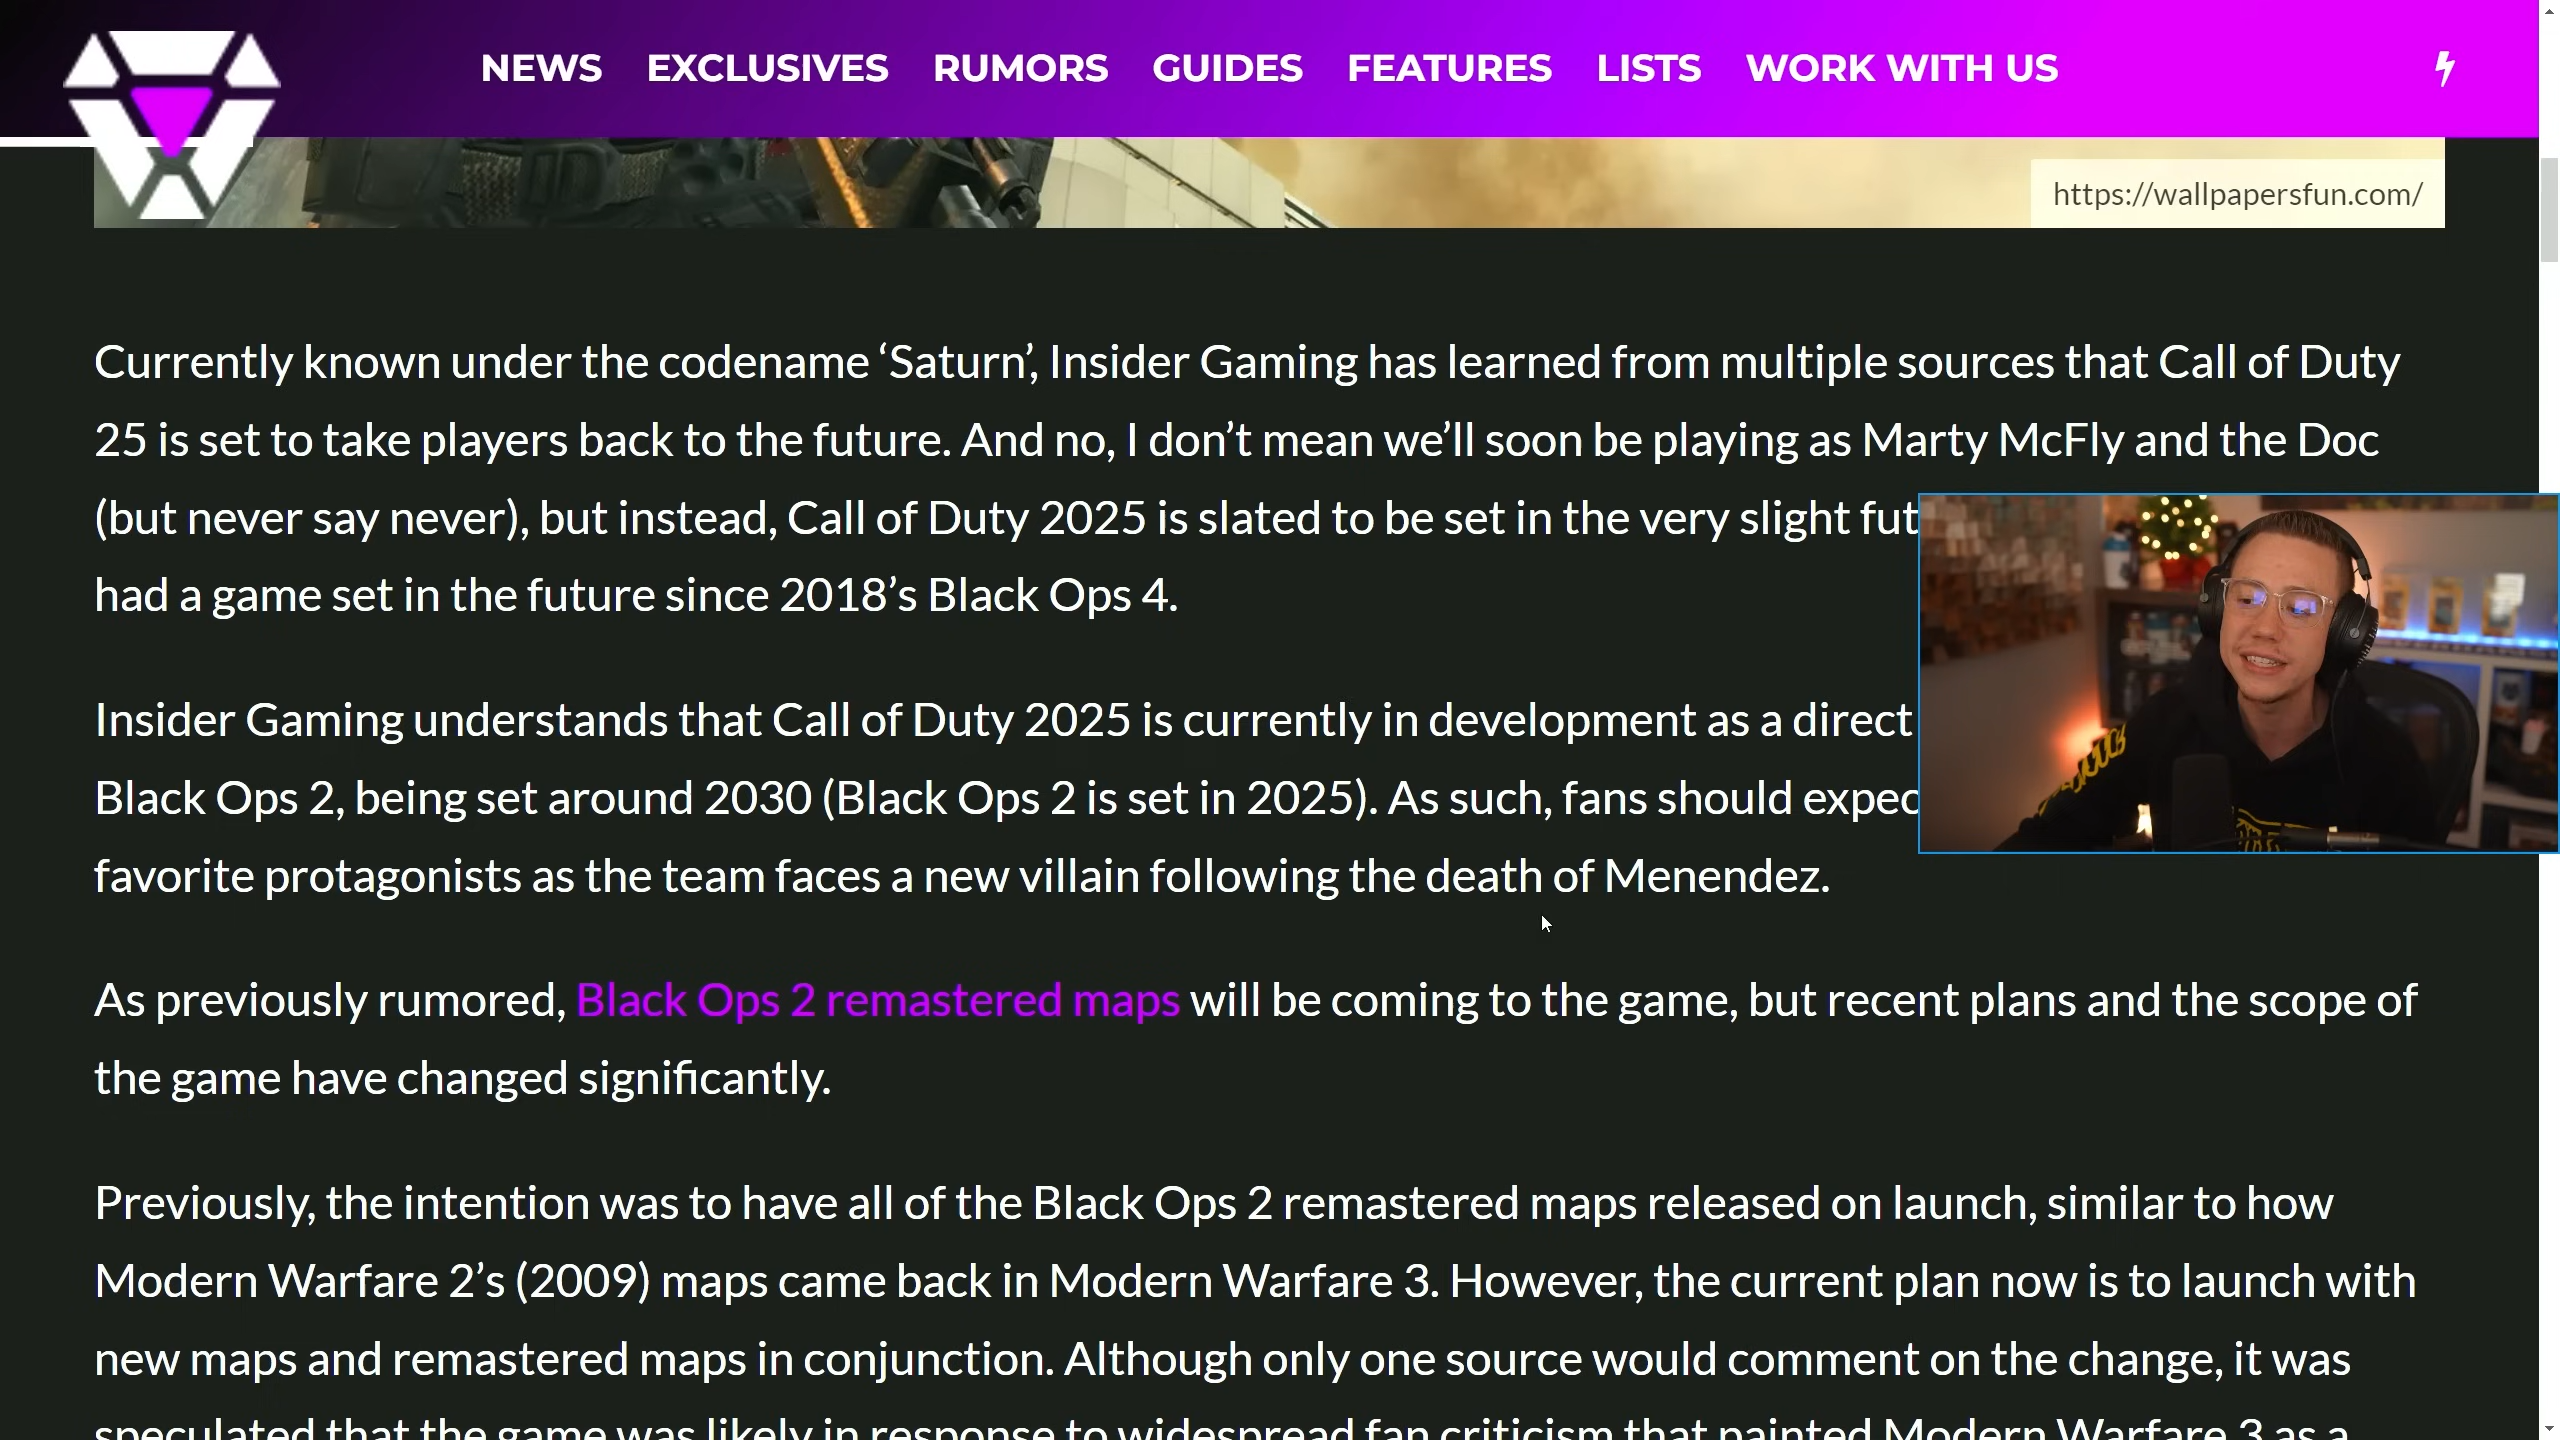 NEWS EXCLUSIVES RUMORS GUIDES FEATURES LISTS WORK WITH US
https://wallpapersfun.com/
Currently known under the codename ‘Saturn’, Insider Gaming has learned from multiple sources that Call of Duty
25 is set to take players back to the future. And no, I don’t mean we’ll soon be playing as Marty McFly and the Doc
(but never say never), but instead, Call of Duty 2025 is slated to be set in the very slight fut
had a game set in the future since 2018’s Black Ops 4.
Insider Gaming understands that Call of Duty 2025 is currently in development as a direct
Black Ops 2, being set around 2030 (Black Ops 2 is set in 2025). As such, fans should expec
favorite protagonists as the team faces a new villain following the death of Menendez.
As previously rumored, Black Ops 2 remastered maps will be coming to the game, but recent plans and the scope of
the game have changed significantly.
Previously, the intention was to have all of the Black Ops 2 remastered maps released on launch, similar to how
Modern Warfare 2’s (2009) maps came back in Modern Warfare 3. However, the current plan now is to launch with
new maps and remastered maps in conjunction. Although only one source would comment on the change, it was
speculated that the game was likely in response to widespread fan criticism that painted Modern Warfare 3 as a